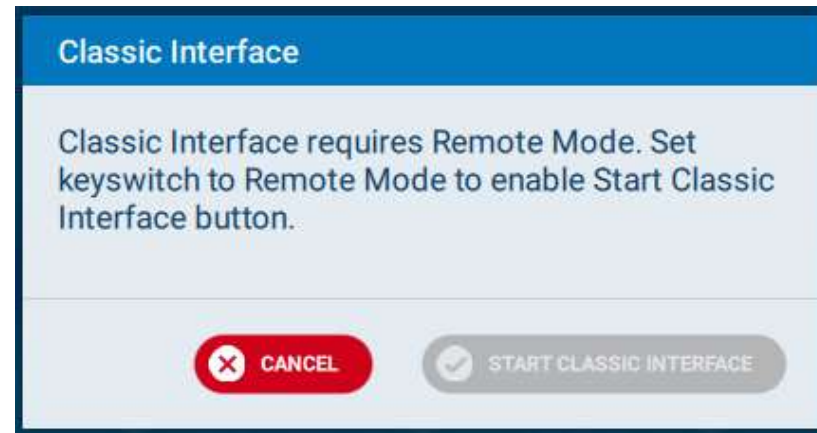 Classic Interface
Classic Interface requires Remote Mode. Set
keyswitch to Remote Mode to enable Start Classic
Interface button.
CANCEL
START CLASSIC INTERFACE